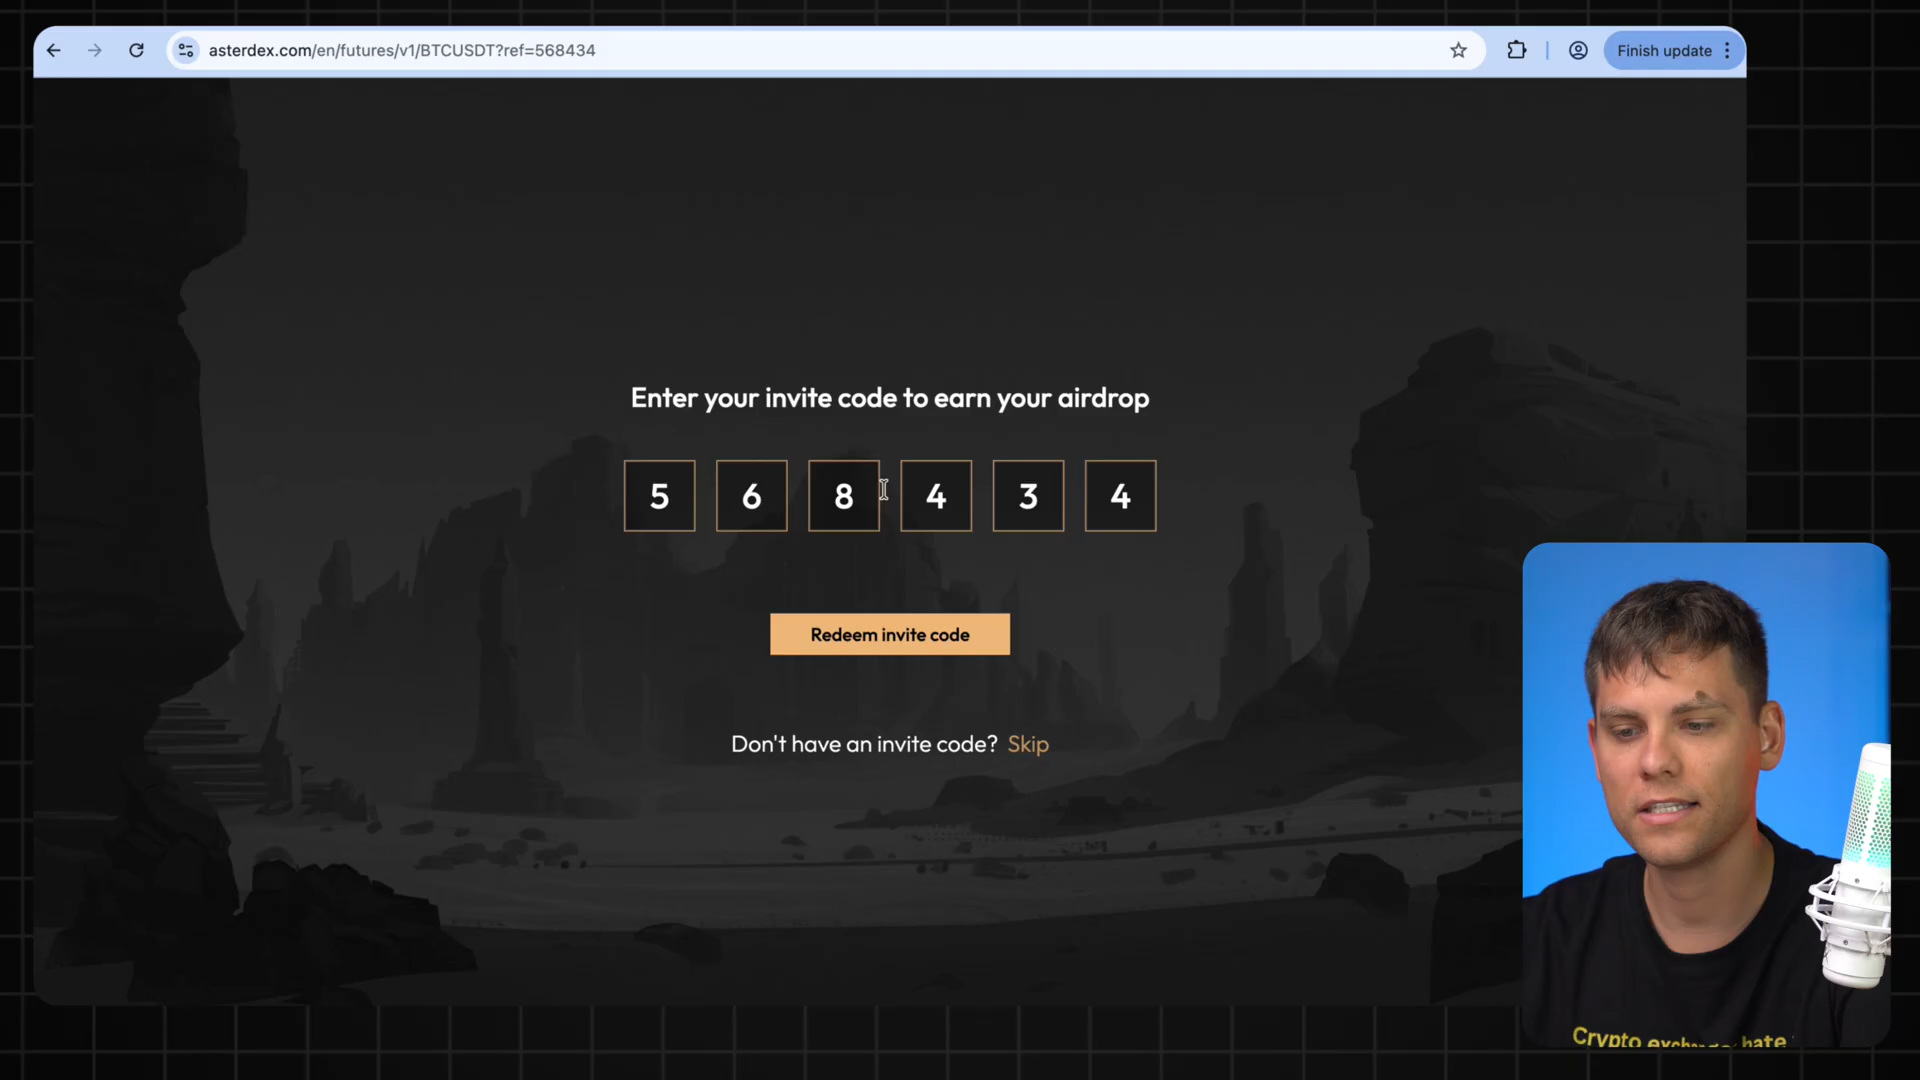 asterdex.com/en/futures/v1/BTCUSDT?ref=568434
Finish update
Enter your invite code to earn your airdrop
5 6 8 4 3 4
Redeem invite code
Don't have an invite code? Skip
Crypto hate